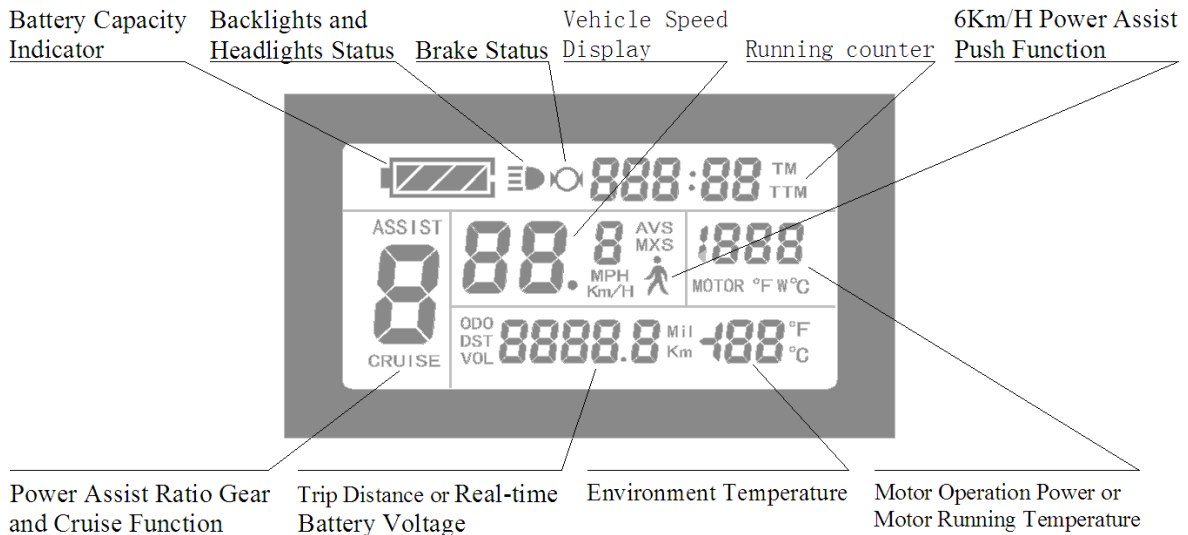 Battery Capacity
Indicator
Backlights and
Headlights Status
Brake Status
Vehicle Speed
Display
Running counter
6Km/H Power Assist
Push Function
888:88
TM
TTM
ASSIST
8
CRUISE
88.8
AVS
MXS
MPH
Km/H
1888
MOTOR °F W°C
ODO
DST
VOL
8888.8
Mil
Km
-188
°F
°C
Power Assist Ratio Gear
and Cruise Function
Trip Distance or Real-time
Battery Voltage
Environment Temperature
Motor Operation Power or
Motor Running Temperature